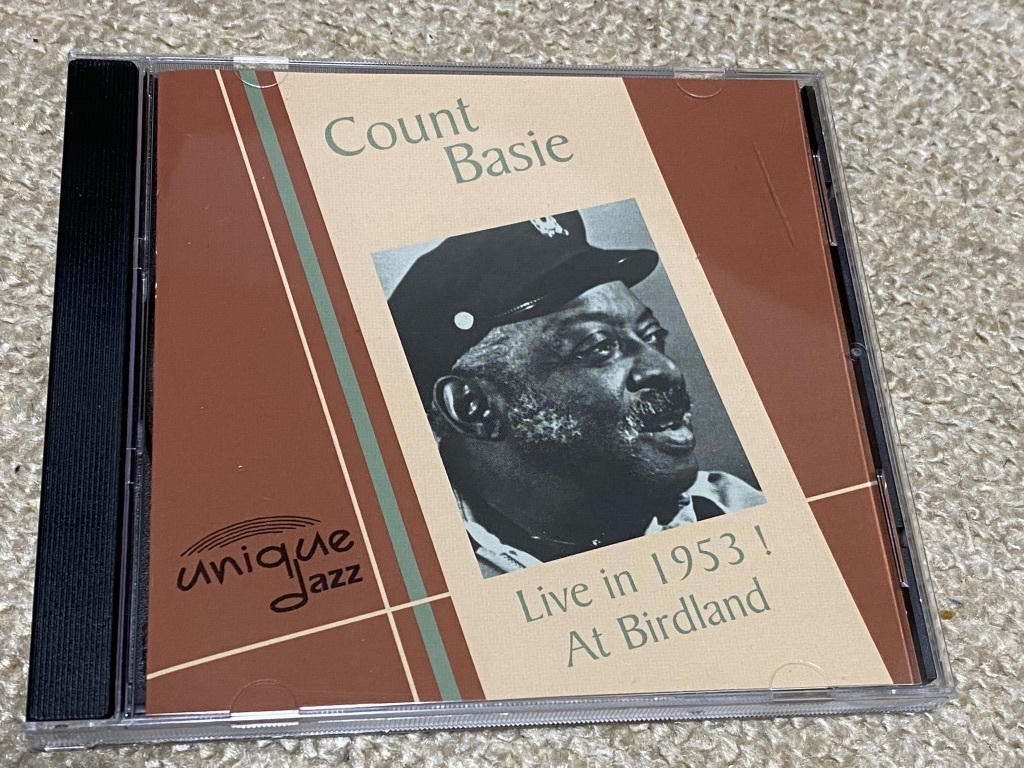 Count
Basie
unique
Jazz
Live in 1953 !
At Birdland